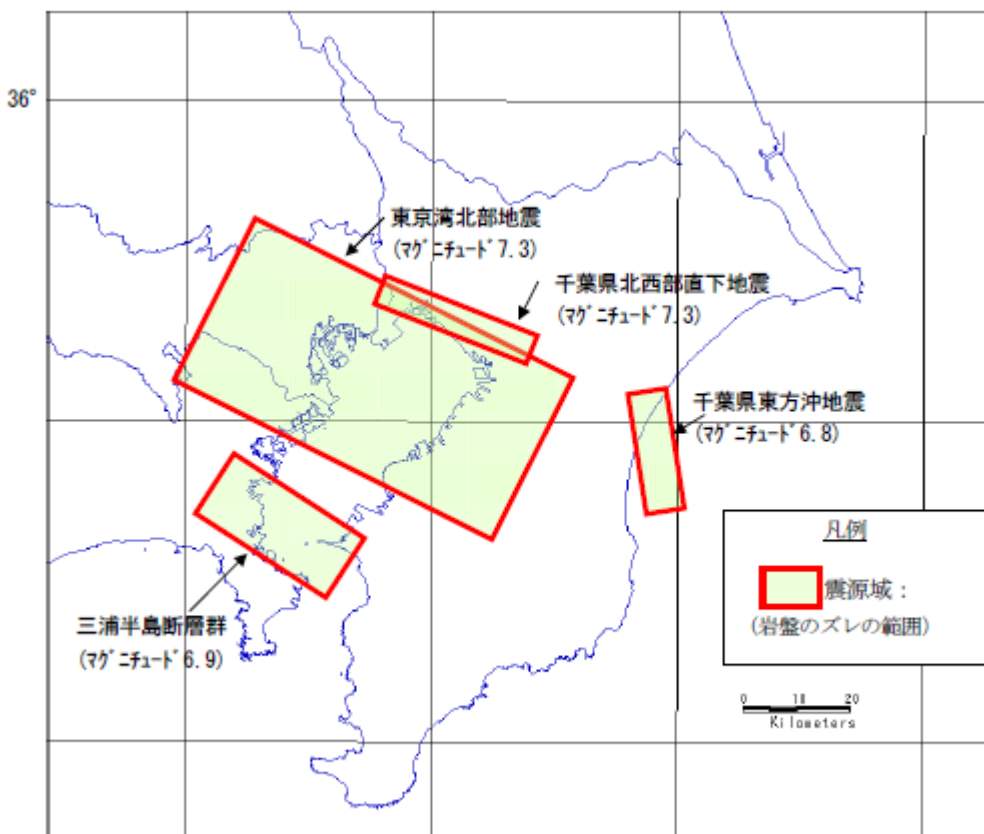 36°
東京湾北部地震
(マグニチュード7.3)
千葉県北西部直下地震
(マグニチュード7.3)
千葉県東方沖地震
(マグニチュード6.8)
三浦半島断層群
(マグニチュード6.9)
凡例
震源域：
(岩盤のズレの範囲)
0 10 20
Kilometers